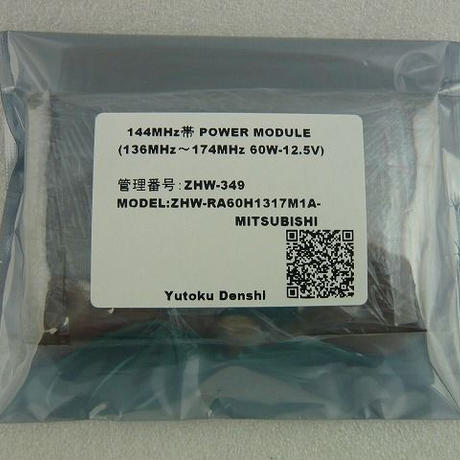 144MHz帯 POWER MODULE
(136MHz～174MHz 60W-12.5V)
管理番号:ZHW-349
MODEL:ZHW-RA60H1317M1A-
MITSUBISHI
Yutoku Denshi